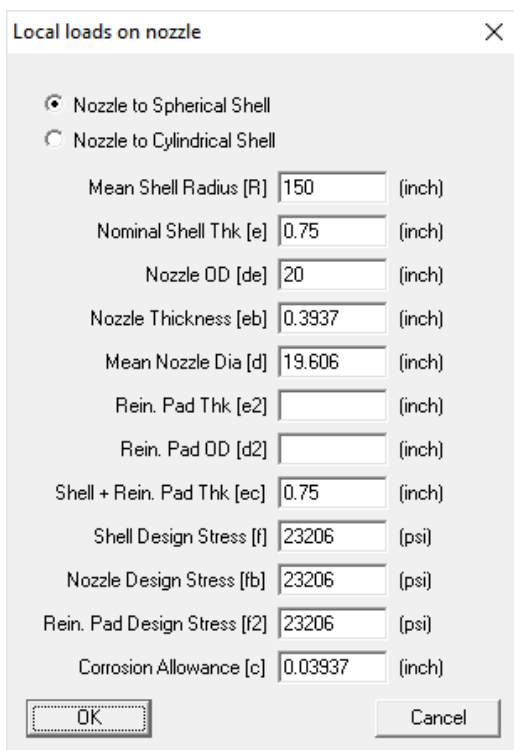 Local loads on nozzle
Nozzle to Spherical Shell
Nozzle to Cylindrical Shell
Mean Shell Radius [R] 150 (inch)
Nominal Shell Thk [e] 0.75 (inch)
Nozzle OD [de] 20 (inch)
Nozzle Thickness [eb] 0.3937 (inch)
Mean Nozzle Dia [d] 19.606 (inch)
Rein. Pad Thk [e2] (inch)
Rein. Pad OD [d2] (inch)
Shell + Rein. Pad Thk [ec] 0.75 (inch)
Shell Design Stress [f] 23206 (psi)
Nozzle Design Stress [fb] 23206 (psi)
Rein. Pad Design Stress [f2] 23206 (psi)
Corrosion Allowance [c] 0.03937 (inch)
OK Cancel